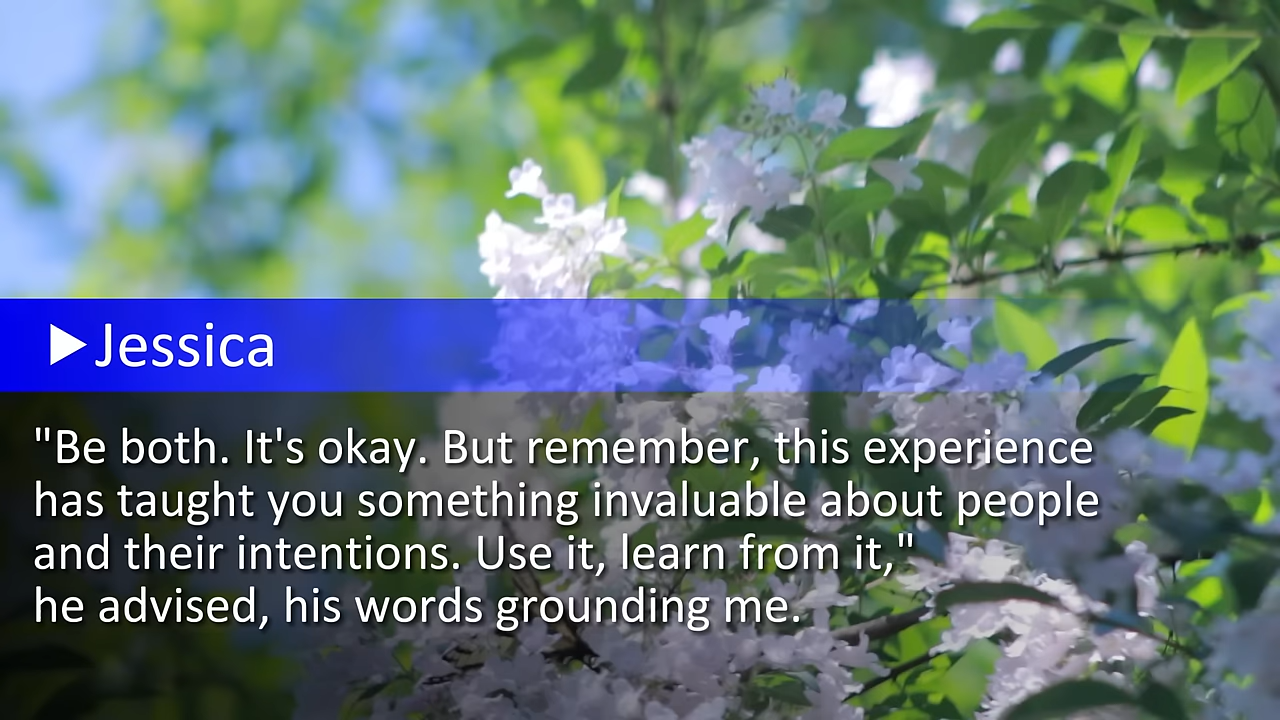 ▶Jessica
"Be both. It's okay. But remember, this experience
has taught you something invaluable about people
and their intentions. Use it, learn from it,"
he advised, his words grounding me.